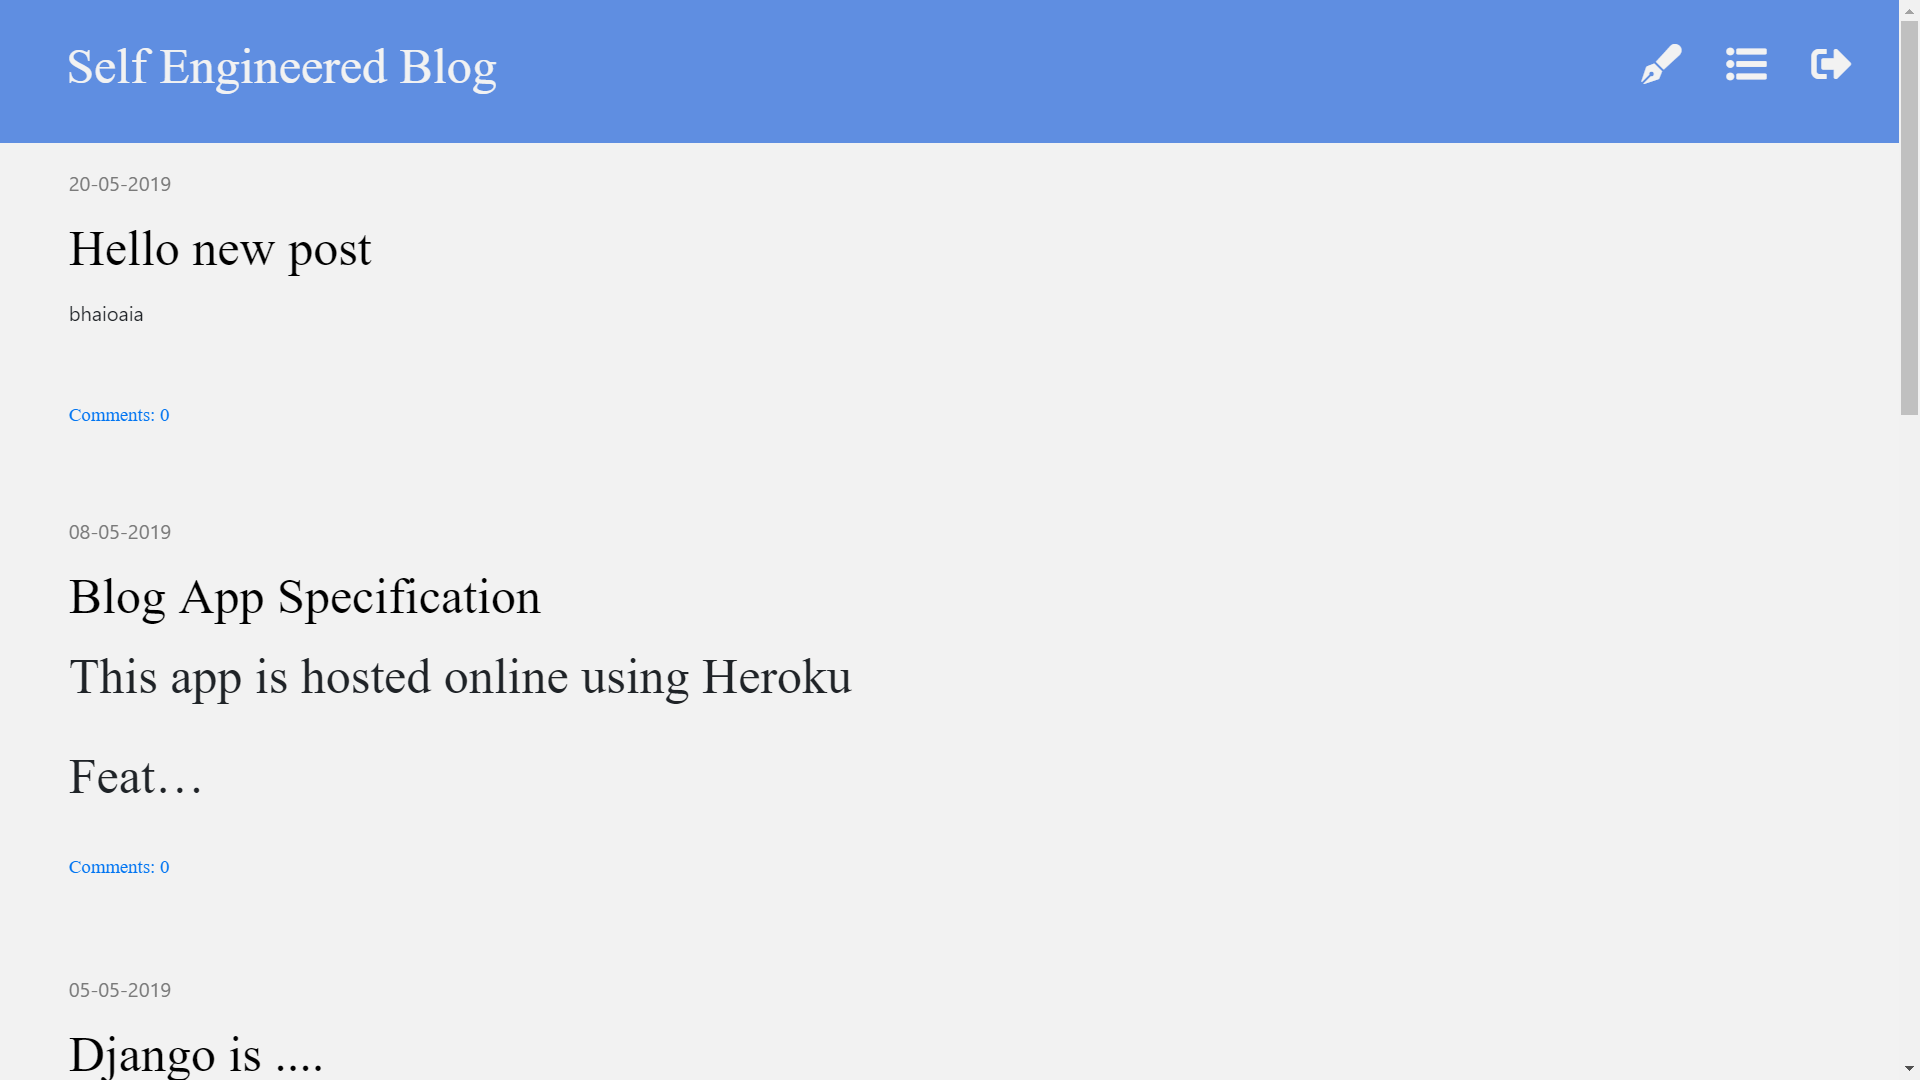 Self Engineered Blog
20-05-2019
Hello new post
bhaioaia
Comments: 0
08-05-2019
Blog App Specification
This app is hosted online using Heroku
Feat…
Comments: 0
05-05-2019
Django is ....